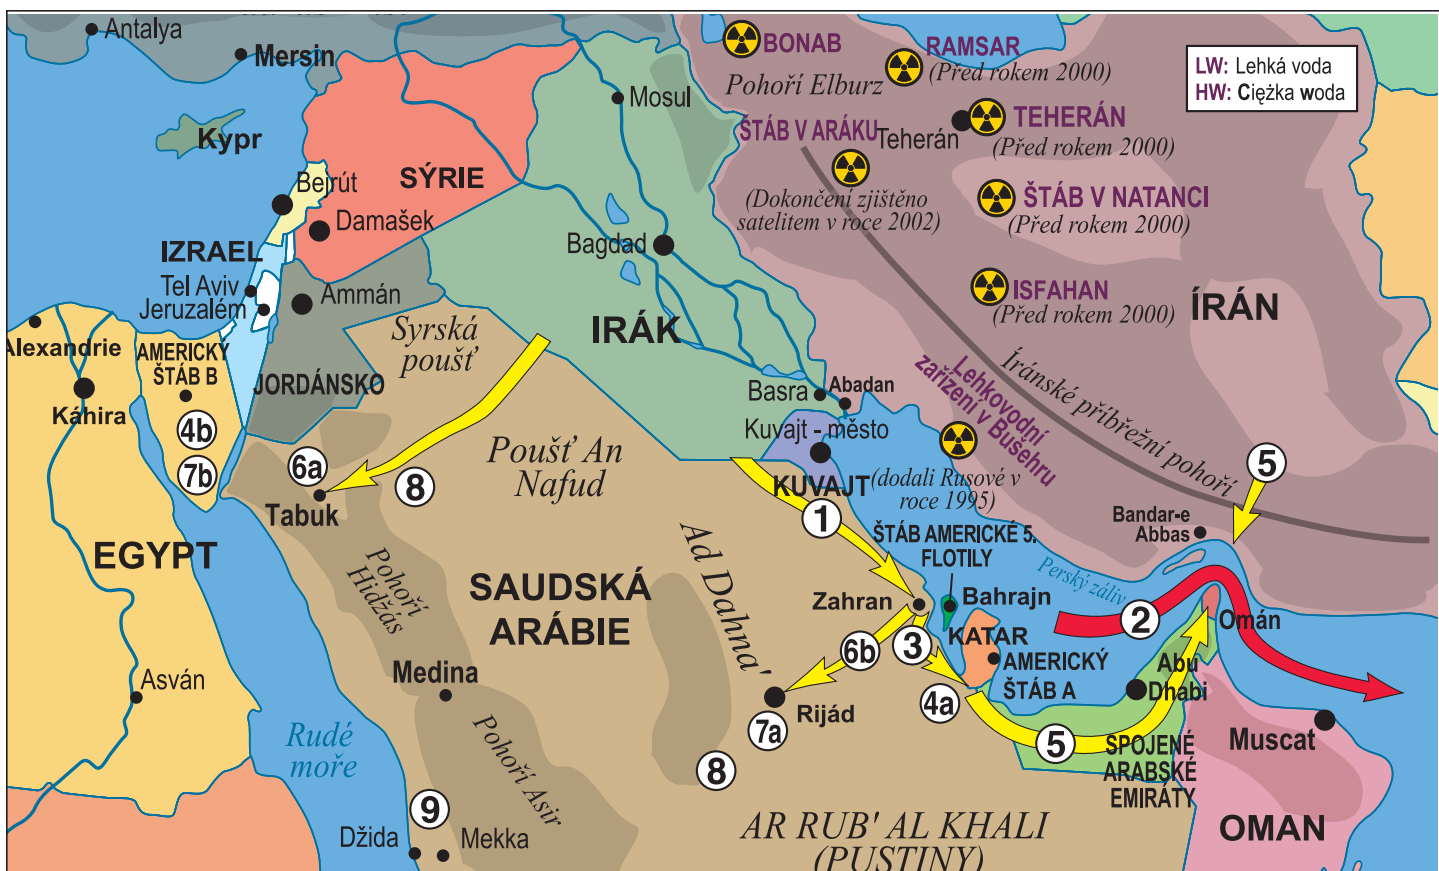 Antalya
Mersin
Kypr
Bejrút
Damašek
SÝRIE
Mosul
Bagdad
IZRAEL
Tel Aviv
Jeruzalém
Ammán
Syrská
poušť
IRÁK
JORDÁNSKO
Alexandrie
AMERICKÝ
ŠTÁB B
Káhira
4b
7b
6a
8
Tabuk
Poušť An
Nafud
BONAB
RAMSAR
(Před rokem 2000)
Pohoří Elburz
LW: Lehká voda
HW: Ciężka woda
TEHERÁN
Teherán
(Před rokem 2000)
ŠTÁB V ARÁKU
(Dokončení zjištěno
satelitem v roce 2002)
ŠTÁB V NATANCI
(Před rokem 2000)
ISFAHAN
(Před rokem 2000)
ÍRÁN
Íránské příbřežní pohoří
Basra
Abadan
Kuvajt - město
KUVAJT
Lehkovodní
zařízení v Bušehru
(dodali Rusové v
roce 1995)
1
5
Bandar-e
Abbas
ŠTÁB AMERICKÉ 5.
FLOTILY
Perský záliv
EGYPT
Pohoří
Hidžás
SAUDSKÁ
ARÁBIE
Ad Dahna'
Zahran
Bahrajn
2
Omán
6b
3
KATAR
AMERICKÝ
ŠTÁB A
Abu
Dhabi
Asván
Medina
4a
Rijád
7a
5
8
SPOJENÉ
ARABSKÉ
EMIRÁTY
Muscat
Rudé
moře
Pohoří Asir
9
Džida
Mekka
AR RUB' AL KHALI
(PUSTINY)
OMAN